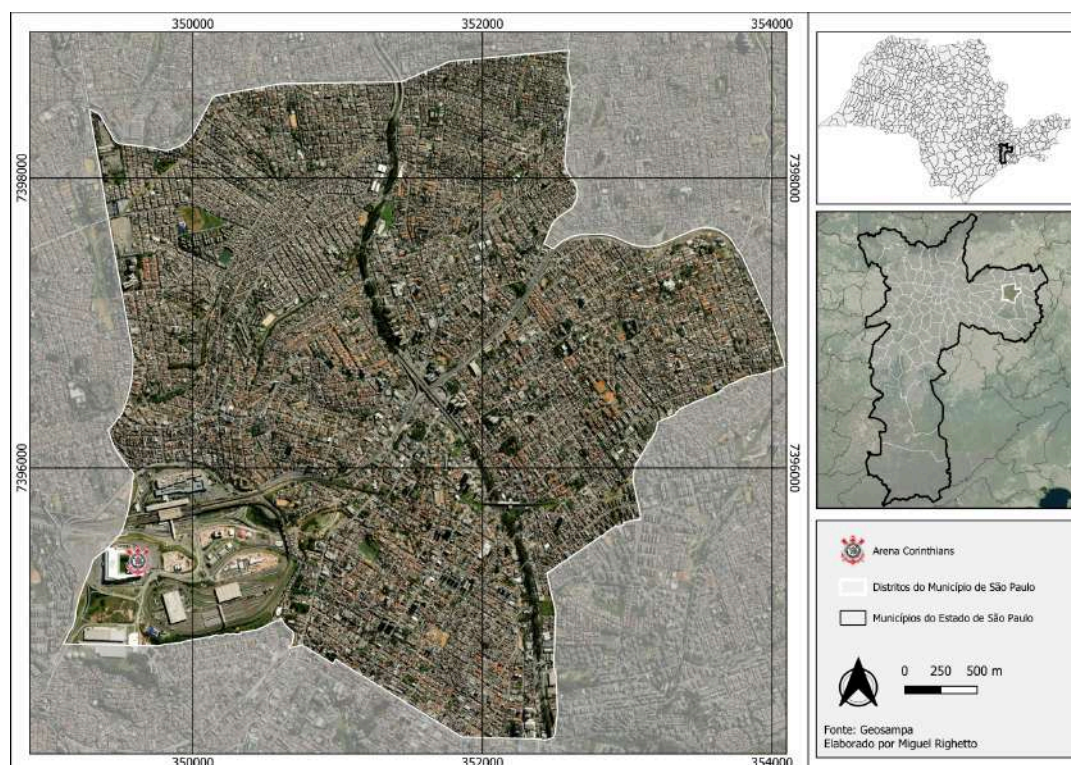 350000
352000
354000
7398000
7398000
7396000
7396000
350000
352000
354000
Arena Corinthians
Distritos do Município de São Paulo
Municípios do Estado de São Paulo
0 250 500 m
Fonte: Geosampa
Elaborado por Miguel Righetto